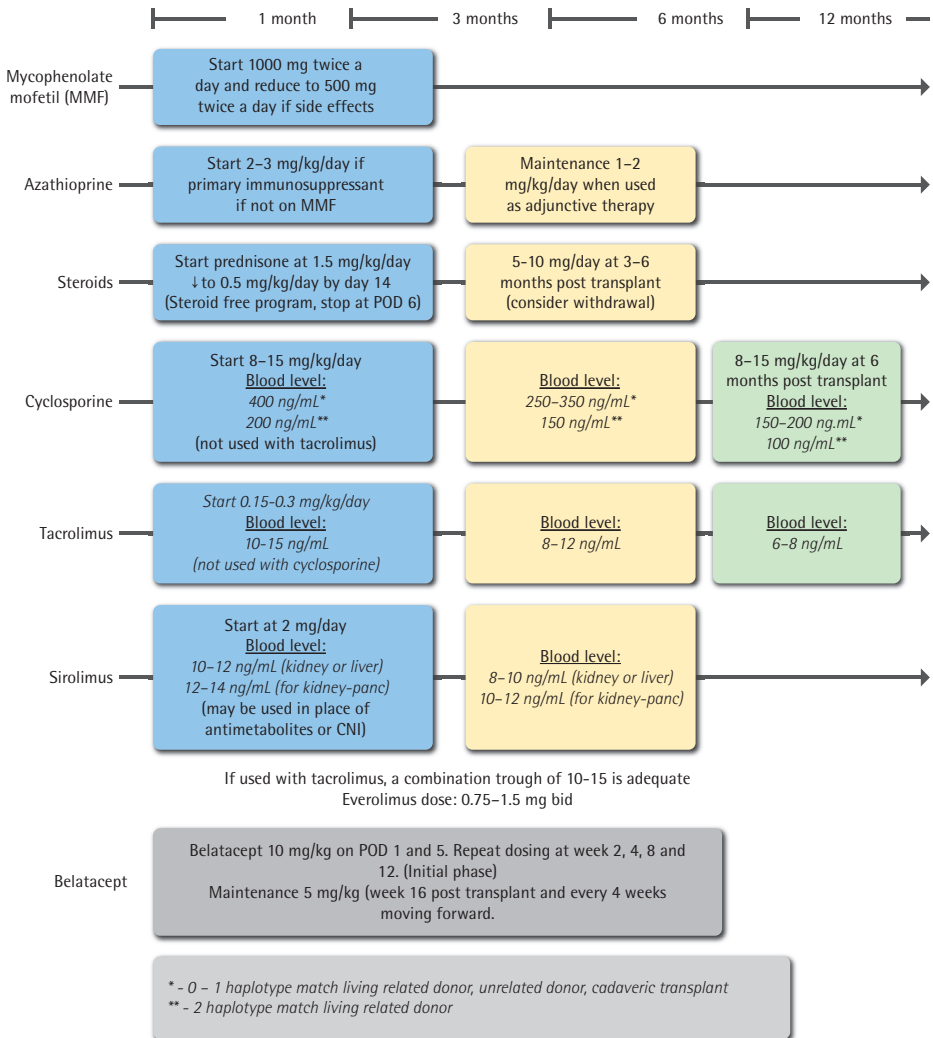 1 month 3 months 6 months 12 months
Mycophenolate
mofetil (MMF)
Start 1000 mg twice a
day and reduce to 500 mg
twice a day if side effects
Azathioprine
Start 2–3 mg/kg/day if
primary immunosuppressant
if not on MMF
Maintenance 1–2
mg/kg/day when used
as adjunctive therapy
Steroids
Start prednisone at 1.5 mg/kg/day
↓to 0.5 mg/kg/day by day 14
(Steroid free program, stop at POD 6)
5-10 mg/day at 3–6
months post transplant
(consider withdrawal)
Cyclosporine
Start 8–15 mg/kg/day
Blood level:
400 ng/mL*
200 ng/mL**
(not used with tacrolimus)
Blood level:
250–350 ng/mL*
150 ng/mL**
8–15 mg/kg/day at 6
months post transplant
Blood level:
150–200 ng.mL*
100 ng/mL**
Tacrolimus
Start 0.15-0.3 mg/kg/day
Blood level:
10-15 ng/mL
(not used with cyclosporine)
Blood level:
8–12 ng/mL
Blood level:
6–8 ng/mL
Sirolimus
Start at 2 mg/day
Blood level:
10–12 ng/mL (kidney or liver)
12–14 ng/mL (for kidney-panc)
(may be used in place of
antimetabolites or CNI)
Blood level:
8–10 ng/mL (kidney or liver)
10–12 ng/mL (for kidney-panc)
If used with tacrolimus, a combination trough of 10-15 is adequate
Everolimus dose: 0.75–1.5 mg bid
Belatacept
Belatacept 10 mg/kg on POD 1 and 5. Repeat dosing at week 2, 4, 8 and
12. (Initial phase)
Maintenance 5 mg/kg (week 16 post transplant and every 4 weeks
moving forward.
* - 0 – 1 haplotype match living related donor, unrelated donor, cadaveric transplant
** - 2 haplotype match living related donor